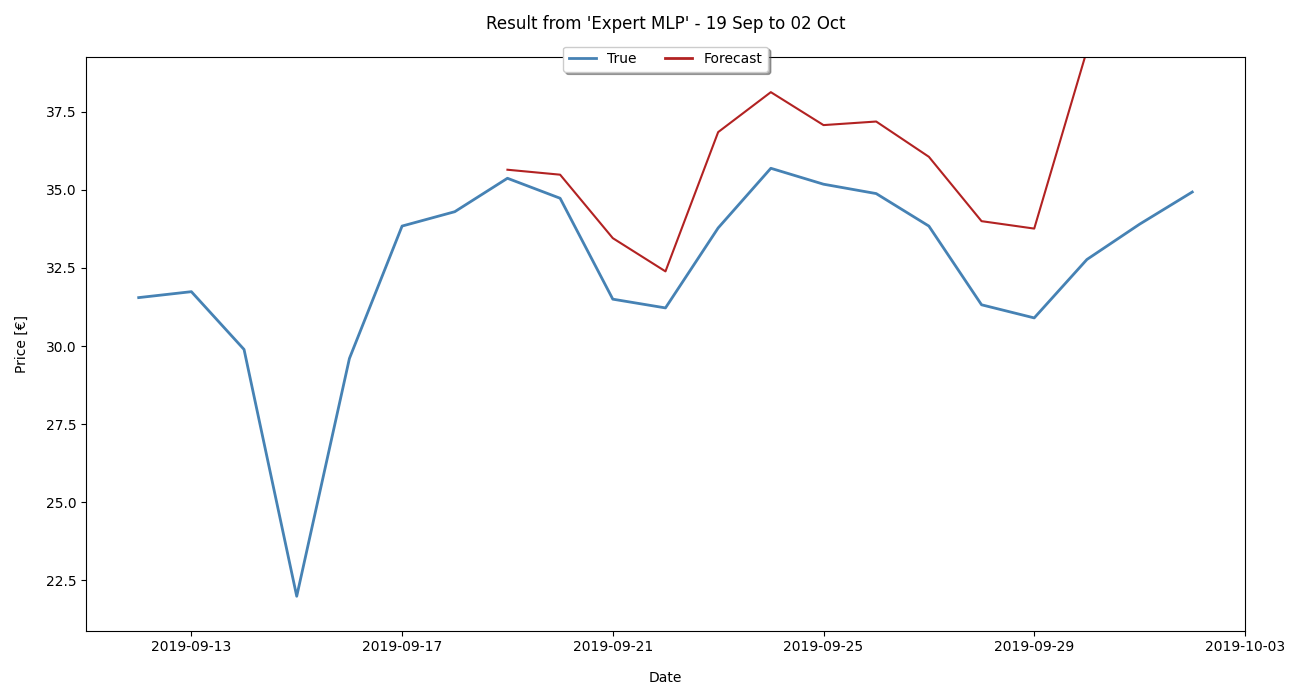 Result from 'Expert MLP' - 19 Sep to 02 Oct
True Forecast
37.5
35.0
32.5
30.0
27.5
25.0
22.5
Price [€]
2019-09-13 2019-09-17 2019-09-21 2019-09-25 2019-09-29 2019-10-03
Date